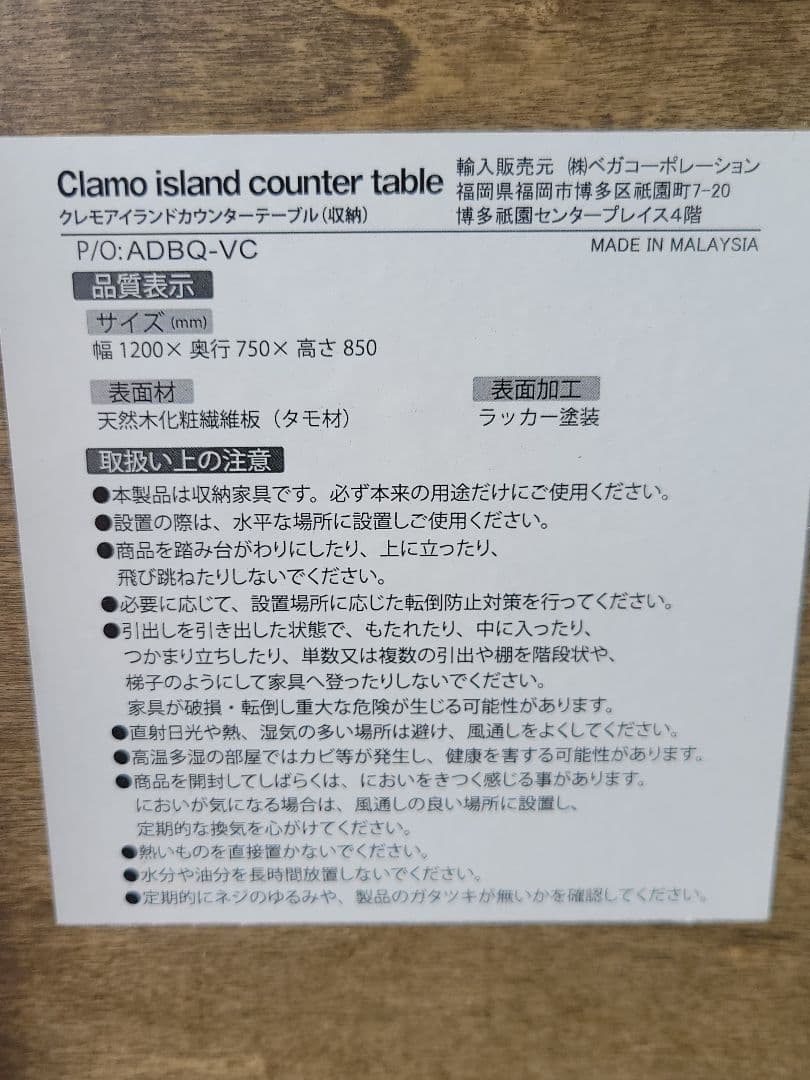 Clamo island counter table
クレモアイランドカウンターテーブル(収納)
輸入販売元 ㈱ベガコーポレーション
福岡県福岡市博多区祇園町7-20
博多祇園センタープレイス4階
P/O:ADBQ-VC
MADE IN MALAYSIA
品質表示
サイズ(mm)
幅1200×奥行750×高さ850
表面材
天然木化粧繊維板(タモ材)
表面加工
ラッカー塗装
取扱い上の注意
●本製品は収納家具です。必ず本来の用途だけにご使用ください。
●設置の際は、水平な場所に設置しご使用ください。
●商品を踏み台がわりにしたり、上に立ったり、
飛び跳ねたりしないでください。
●必要に応じて、設置場所に応じた転倒防止対策を行ってください。
●引出しを引き出した状態で、もたれたり、中に入ったり、
つかまり立ちしたり、単数又は複数の引出や棚を階段状や、
梯子のようにして家具へ登ったりしないでください。
家具が破損・転倒し重大な危険が生じる可能性があります。
●直射日光や熱、湿気の多い場所は避け、風通しをよくしてください。
●高温多湿の部屋ではカビ等が発生し、健康を害する可能性があります。
●商品を開封してしばらくは、においをきつく感じる事があります。
においが気になる場合は、風通しの良い場所に設置し、
定期的な換気を心がけてください。
●熱いものを直接置かないでください。
●水分や油分を長時間放置しないでください。
●定期的にネジのゆるみや、製品のガタツキが無いかを確認してください。